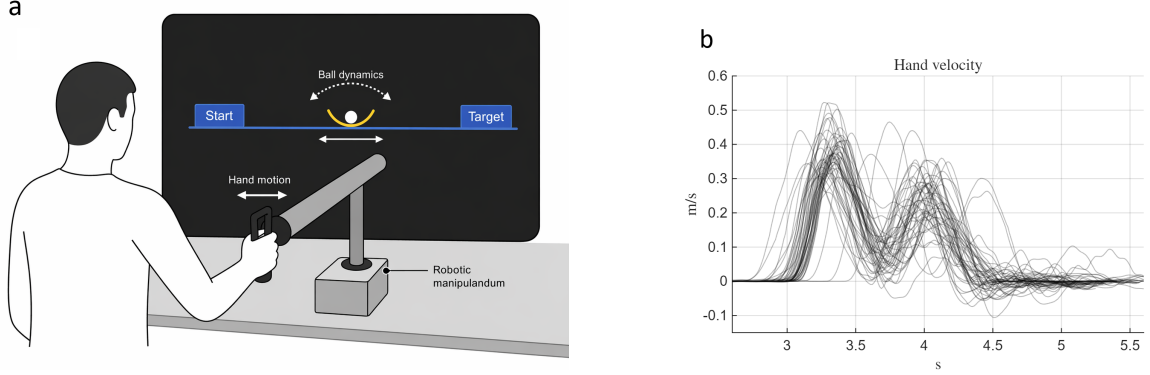 a
Ball dynamics
Start
Target
Hand motion
Robotic
manipulandum
b
Hand velocity
0.6
0.5
0.4
0.3
0.2
0.1
0
-0.1
m/s
3
3.5
4
4.5
5
5.5
s